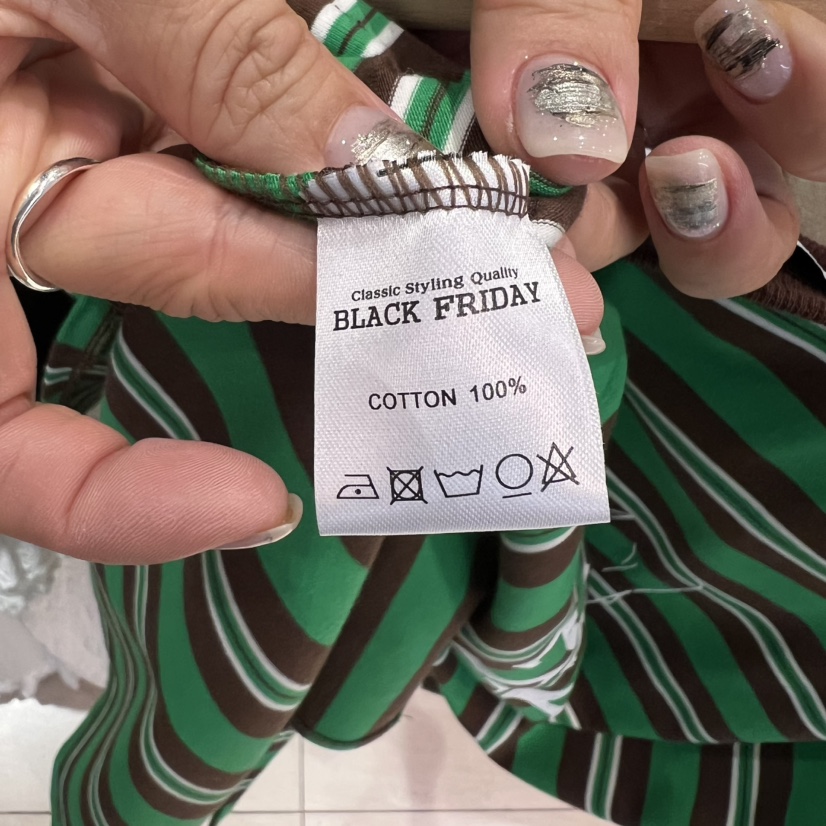 Classic Styling Quality
BLACK FRIDAY
COTTON 100%